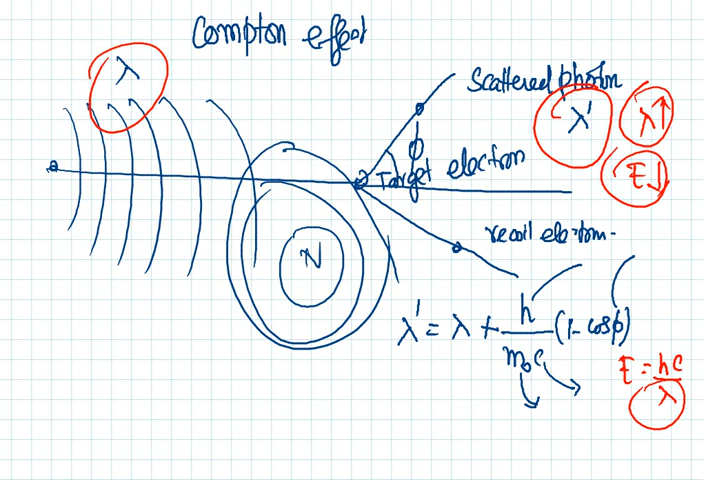 Compton effect
λ
Scattered photon
λ' λ↑
ϕ
Target electron
E↓
recoil electron
N
λ' = λ + h/m₀c (1 - cosϕ)
E = hc/λ